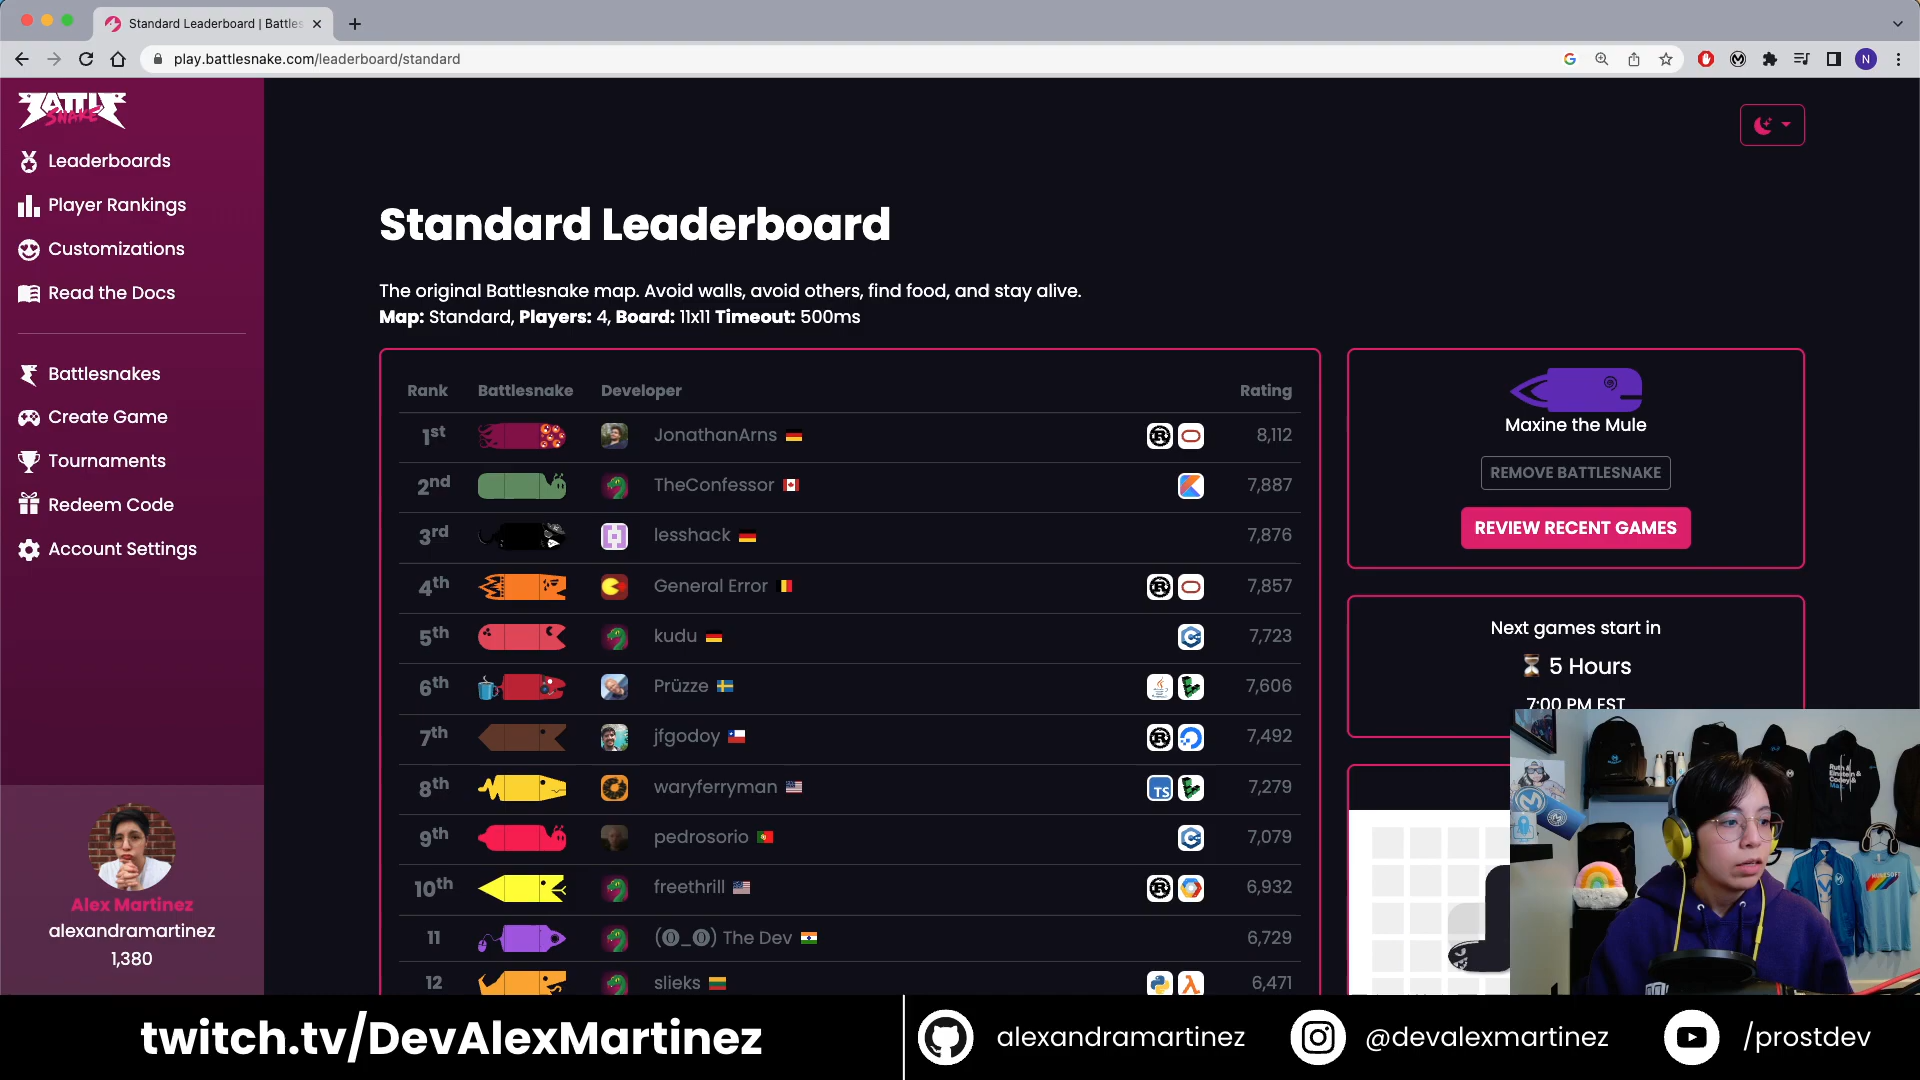 Standard Leaderboard | Battles
play.battlesnake.com/leaderboard/standard
N
BATTLE
SNAKE
Leaderboards
Player Rankings
Customizations
Read the Docs
Battlesnakes
Create Game
Tournaments
Redeem Code
Account Settings
Alex Martinez
alexandramartinez
1,380
Standard Leaderboard
The original Battlesnake map. Avoid walls, avoid others, find food, and stay alive.
Map: Standard, Players: 4, Board: 11x11 Timeout: 500ms
Rank Battlesnake Developer Rating
1st JonathanArns 8,112
2nd TheConfessor 7,887
3rd lesshack 7,876
4th General Error 7,857
5th kudu 7,723
6th Prüzze 7,606
7th jfgodoy 7,492
8th waryferryman TS 7,279
9th pedrosorio 7,079
10th freethrill 6,932
11 (⓿_⓿) The Dev 6,729
12 slieks 6,471
Maxine the Mule
REMOVE BATTLESNAKE
REVIEW RECENT GAMES
Next games start in
⏳ 5 Hours
7:00 PM EST
twitch.tv/DevAlexMartinez
alexandramartinez
@devalexmartinez
/prostdev